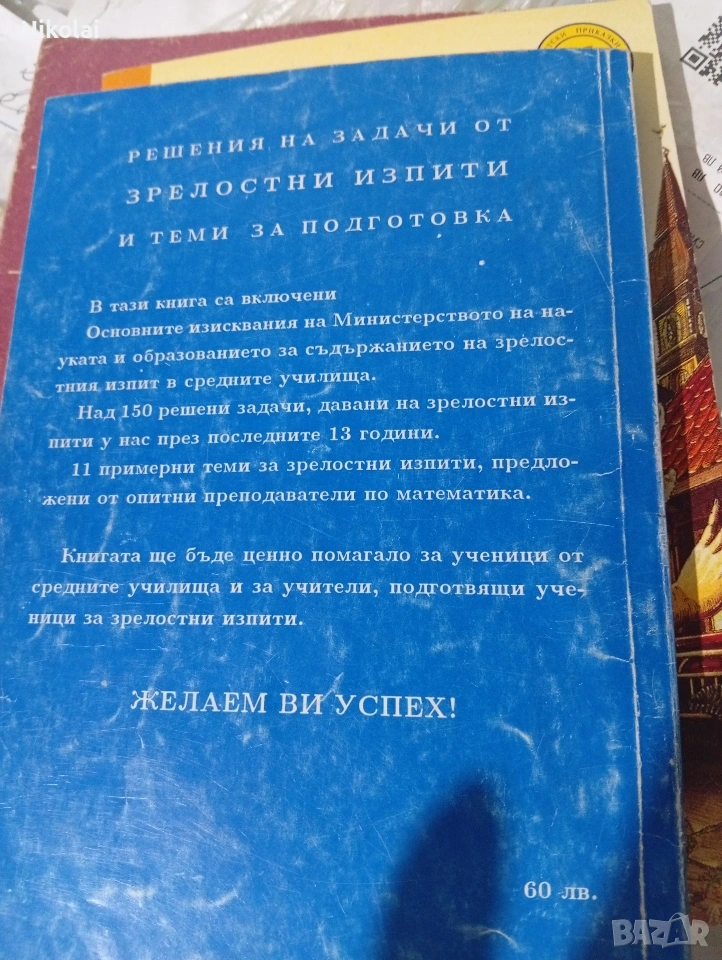 Nikolaj
СКИ ПРИКАЗКИ
РЕШЕНИЯ НА ЗАДАЧИ ОТ
ЗРЕЛОСТНИ ИЗПИТИ
И ТЕМИ ЗА ПОДГОТОВКА
В тази книга са включени
Основните изисквания на Министерството на на-
уката и образованието за съдържанието на зрелос-
тния изпит в средните училища.
Над 150 решени задачи, давани на зрелостни из-
пити у нас през последните 13 години.
11 примерни теми за зрелостни изпити, предло-
жени от опитни преподаватели по математика.
Книгата ще бъде ценно помагало за ученици от
средните училища и за учители, подготвящи уче-
ници за зрелостни изпити.
ЖЕЛАЕМ ВИ УСПЕХ!
60 лв.
BAZAR